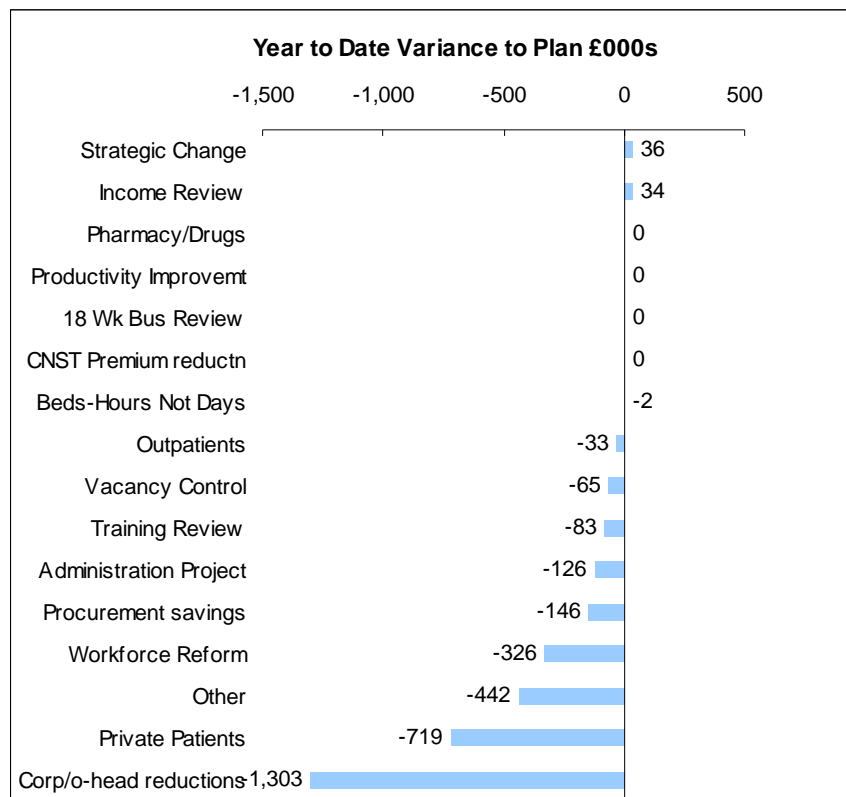 Year to Date Variance to Plan £000s
-1,500 -1,000 -500 0 500
Strategic Change 36
Income Review 34
Pharmacy/Drugs 0
Productivity Improvemt 0
18 Wk Bus Review 0
CNST Premium reductn 0
Beds-Hours Not Days -2
Outpatients -33
Vacancy Control -65
Training Review -83
Administration Project -126
Procurement savings -146
Workforce Reform -326
Other -442
Private Patients -719
Corp/o-head reductions -1,303